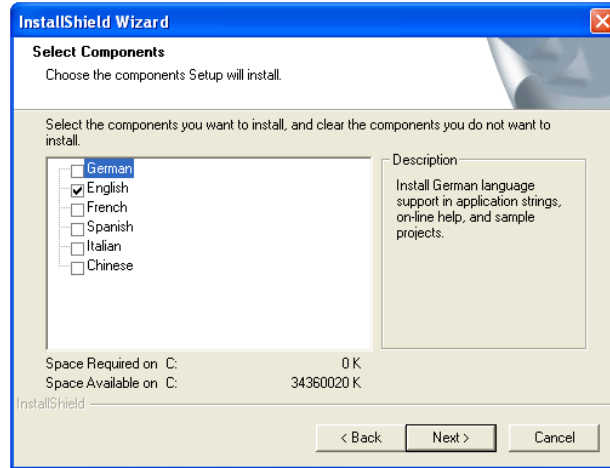 InstallShield Wizard
Select Components
Choose the components Setup will install.
Select the components you want to install, and clear the components you do not want to
install.
German
English
French
Spanish
Italian
Chinese
Description
Install German language
support in application strings,
on-line help, and sample
projects.
Space Required on C: 0 K
Space Available on C: 34360020 K
InstallShield
< Back
Next >
Cancel